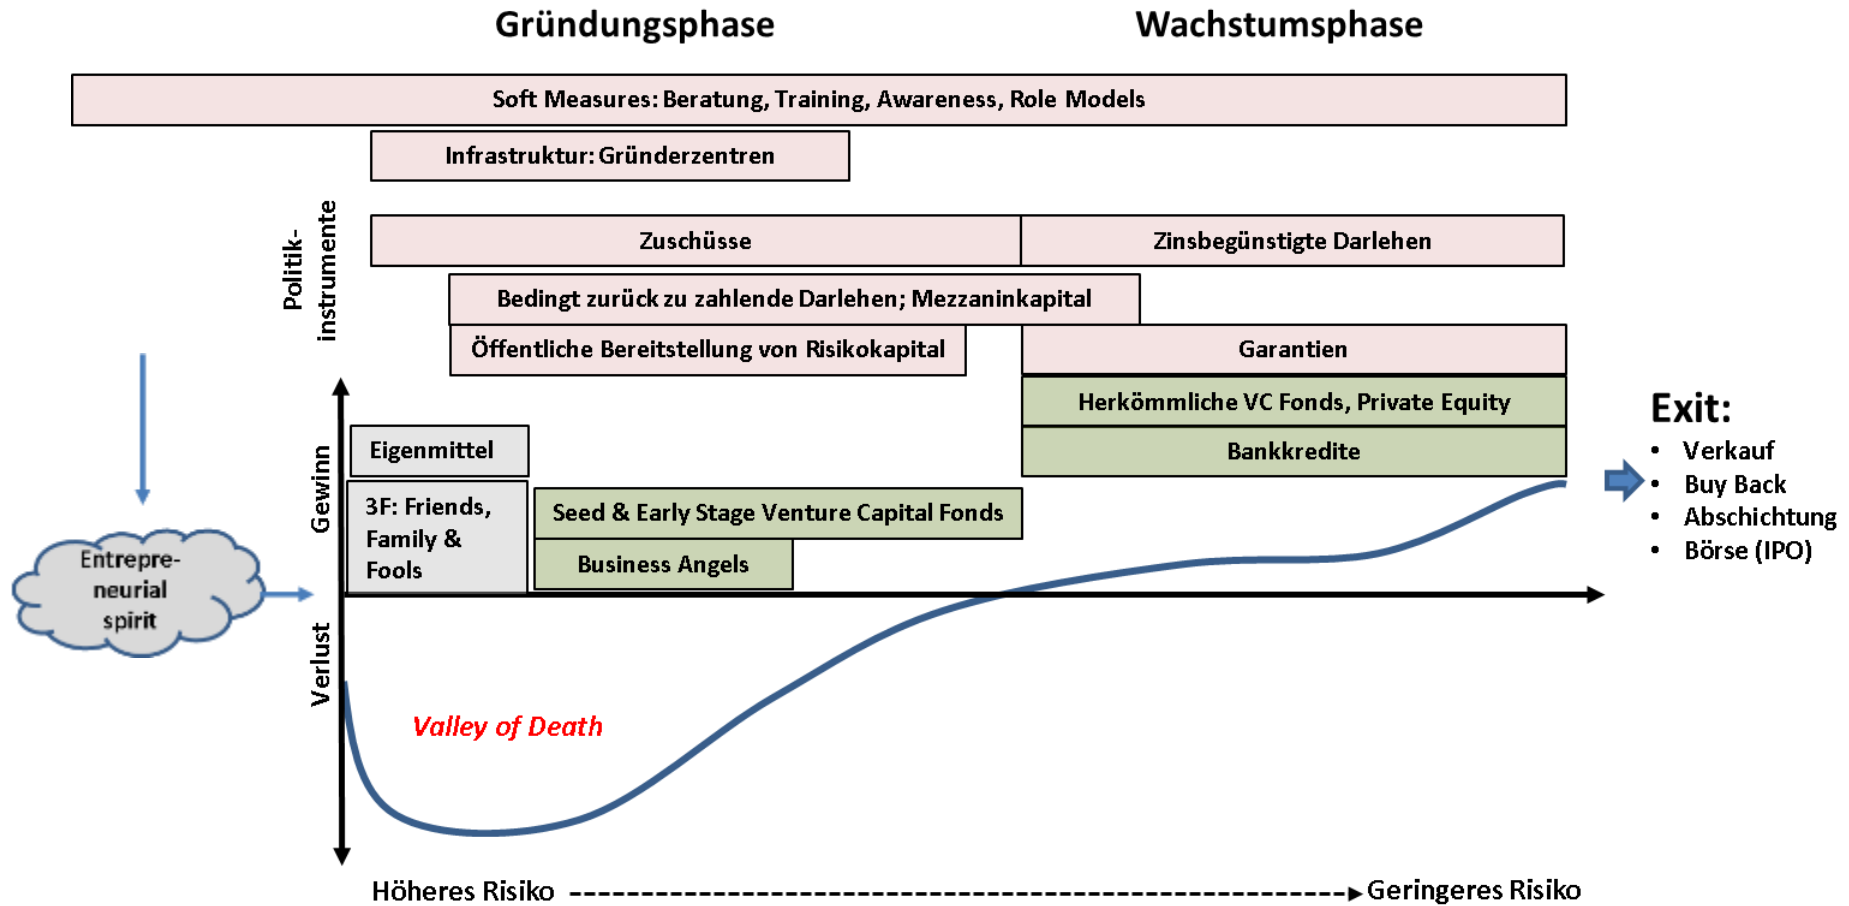 Gründungsphase
Wachstumsphase
Soft Measures: Beratung, Training, Awareness, Role Models
Infrastruktur: Gründerzentren
Politik-
instrumente
Zuschüsse
Zinsbegünstigte Darlehen
Bedingt zurück zu zahlende Darlehen; Mezzaninkapital
Öffentliche Bereitstellung von Risikokapital
Garantien
Herkömmliche VC Fonds, Private Equity
Bankkredite
Gewinn
Eigenmittel
3F: Friends,
Family &
Fools
Seed & Early Stage Venture Capital Fonds
Business Angels
Exit:
• Verkauf
• Buy Back
• Abschichtung
• Börse (IPO)
Entrepre-
neurial
spirit
Verlust
Valley of Death
Höheres Risiko
Geringeres Risiko